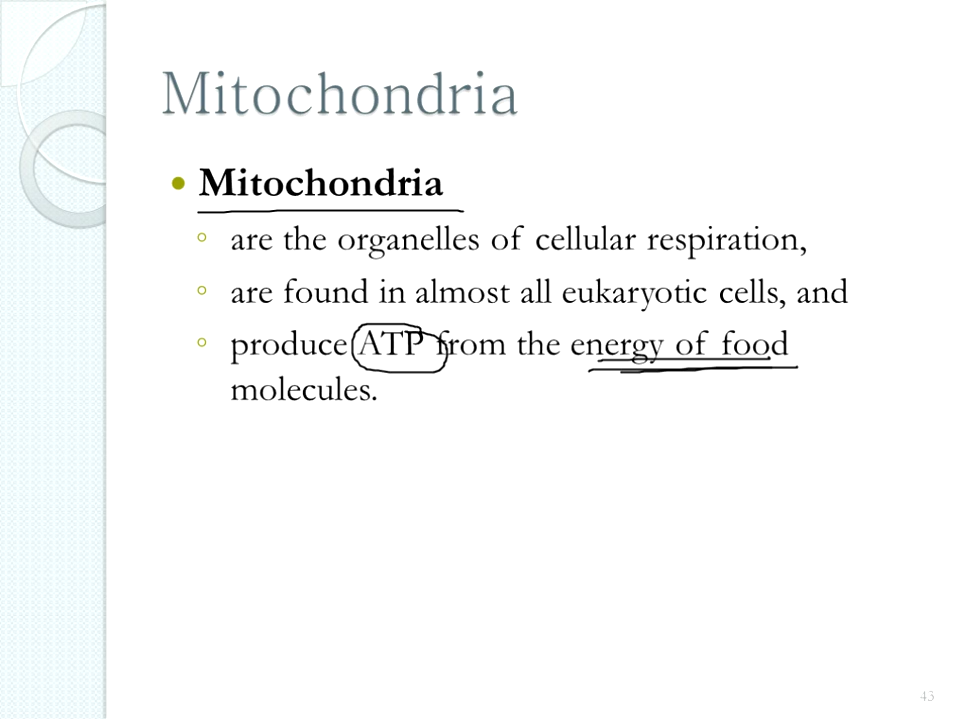 Mitochondria
• Mitochondria
◦ are the organelles of cellular respiration,
◦ are found in almost all eukaryotic cells, and
◦ produce ATP from the energy of food
molecules.
43